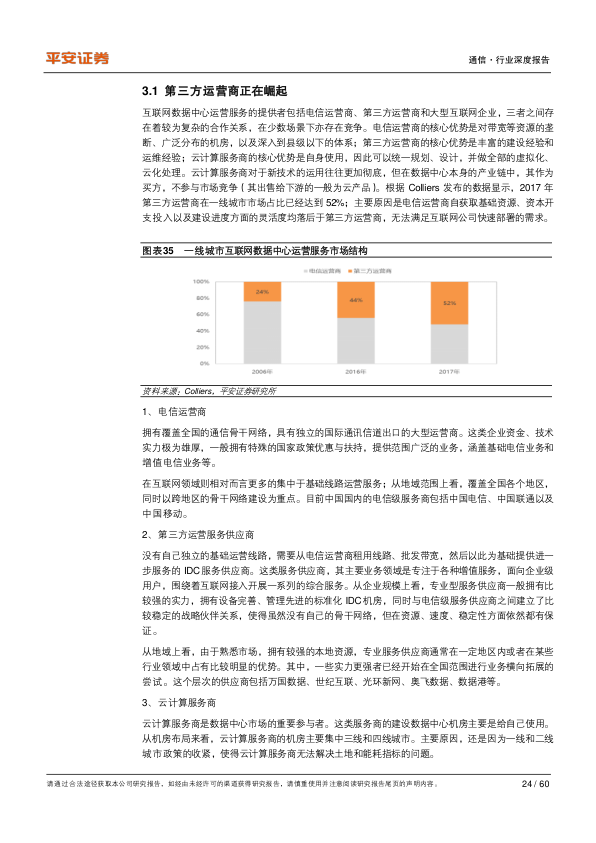 平安证券
通信·行业深度报告
3.1 第三方运营商正在崛起
互联网数据中心运营服务的提供者包括电信运营商、第三方运营商和大型互联网企业，三者之间存
在着较为复杂的合作关系，在少数场景下亦存在竞争。电信运营商的核心优势是对带宽等资源的垄
断、广泛分布的机房，以及深入到县级以下的体系；第三方运营商的核心优势是丰富的建设经验和
运维经验；云计算服务商的核心优势是自身使用，因此可以统一规划、设计，并做全部的虚拟化、
云化处理。云计算服务商对于新技术的运用往往更加彻底，但在数据中心本身的产业链中，其作为
买方，不参与市场竞争（其出售给下游的一般为云产品）。根据 Colliers 发布的数据显示，2017 年
第三方运营商在一线城市市场占比已经达到 52%；主要原因是电信运营商自获取基础资源、资本开
支投入以及建设进度方面的灵活度均落后于第三方运营商，无法满足互联网公司快速部署的需求。
图表35 一线城市互联网数据中心运营服务市场结构
电信运营商 第三方运营商
100%
80%
60%
40%
20%
0%
24%
44%
52%
2006年 2016年 2017年
资料来源：Colliers，平安证券研究所
1、电信运营商
拥有覆盖全国的通信骨干网络，具有独立的国际通讯信道出口的大型运营商。这类企业资金、技术
实力极为雄厚，一般拥有特殊的国家政策优惠与扶持，提供范围广泛的业务，涵盖基础电信业务和
增值电信业务等。
在互联网领域则相对而言更多的集中于基础线路运营服务；从地域范围上看，覆盖全国各个地区，
同时以跨地区的骨干网络建设为重点。目前中国国内的电信级服务商包括中国电信、中国联通以及
中国移动。
2、第三方运营服务供应商
没有自己独立的基础运营线路，需要从电信运营商租用线路、批发带宽，然后以此为基础提供进一
步服务的 IDC 服务供应商。这类服务供应商，其主要业务领域是专注于各种增值服务，面向企业级
用户，围绕着互联网接入开展一系列的综合服务。从企业规模上看，专业型服务供应商一般拥有比
较强的实力，拥有设备完善、管理先进的标准化 IDC 机房，同时与电信级服务供应商之间建立了比
较稳定的战略伙伴关系，使得虽然没有自己的骨干网络，但在资源、速度、稳定性方面依然都有保
证。
从地域上看，由于熟悉市场，拥有较强的本地资源，专业服务供应商通常在一定地区内或者在某些
行业领域中占有比较明显的优势。其中，一些实力更强者已经开始在全国范围进行业务横向拓展的
尝试。这个层次的供应商包括万国数据、世纪互联、光环新网、奥飞数据、数据港等。
3、云计算服务商
云计算服务商是数据中心市场的重要参与者。这类服务商的建设数据中心机房主要是给自己使用。
从机房布局来看，云计算服务商的机房主要集中三线和四线城市。主要原因，还是因为一线和二线
城市政策的收紧，使得云计算服务商无法解决土地和能耗指标的问题。
请通过合法途径获取本公司研究报告，如经由未经许可的渠道获得研究报告，请慎重使用并注意阅读研究报告尾页的声明内容。
24 / 60